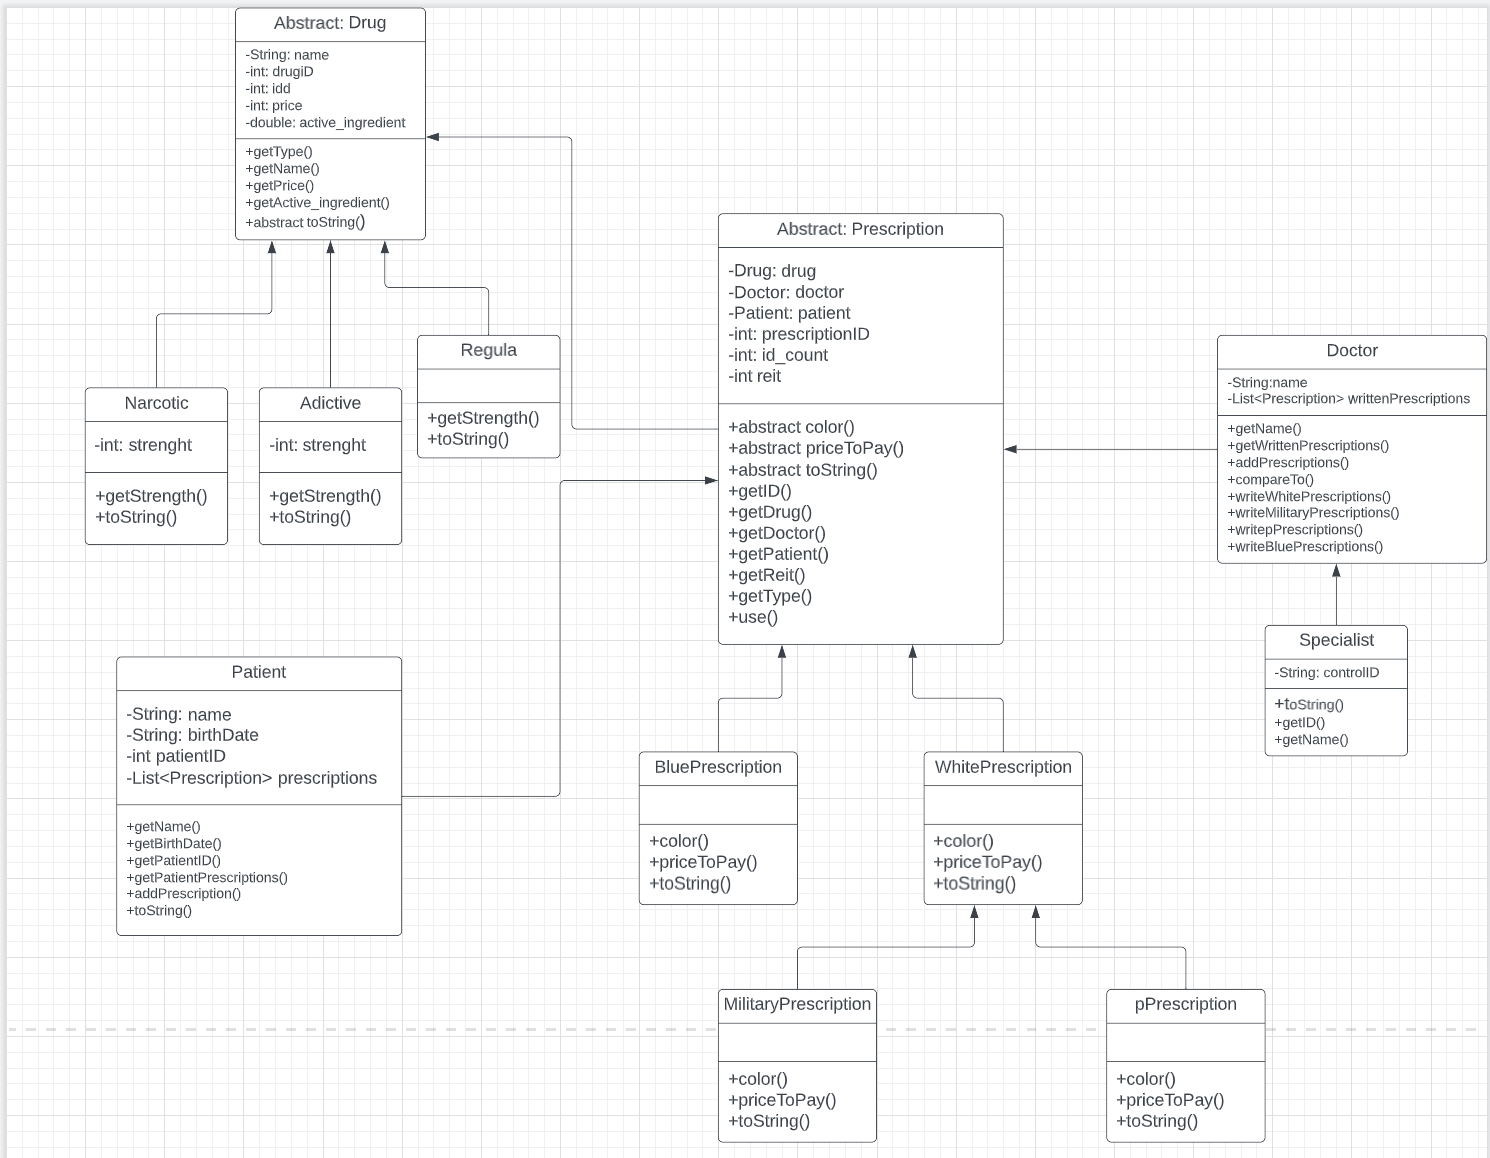 Abstract: Drug
-String: name
-int: drugiD
-int: idd
-int: price
-double: active_ingredient
+getType()
+getName()
+getPrice()
+getActive_ingredient()
+abstract toString()
Abstract: Prescription
-Drug: drug
-Doctor: doctor
-Patient: patient
-int: prescriptionID
-int: id_count
-int reit
+abstract color()
+abstract priceToPay()
+abstract toString()
+getID()
+getDrug()
+getDoctor()
+getPatient()
+getReit()
+getType()
+use()
Regula
+getStrength()
+toString()
Doctor
-String:name
-List<Prescription> writtenPrescriptions
+getName()
+getWrittenPrescriptions()
+addPrescriptions()
+compareTo()
+writeWhitePrescriptions()
+writeMilitaryPrescriptions()
+writepPrescriptions()
+writeBluePrescriptions()
Narcotic
-int: strenght
+getStrength()
+toString()
Adictive
-int: strenght
+getStrength()
+toString()
Specialist
-String: controlID
+toString()
+getID()
+getName()
Patient
-String: name
-String: birthDate
-int patientID
-List<Prescription> prescriptions
+getName()
+getBirthDate()
+getPatientID()
+getPatientPrescriptions()
+addPrescription()
+toString()
BluePrescription
+color()
+priceToPay()
+toString()
WhitePrescription
+color()
+priceToPay()
+toString()
MilitaryPrescription
+color()
+priceToPay()
+toString()
pPrescription
+color()
+priceToPay()
+toString()